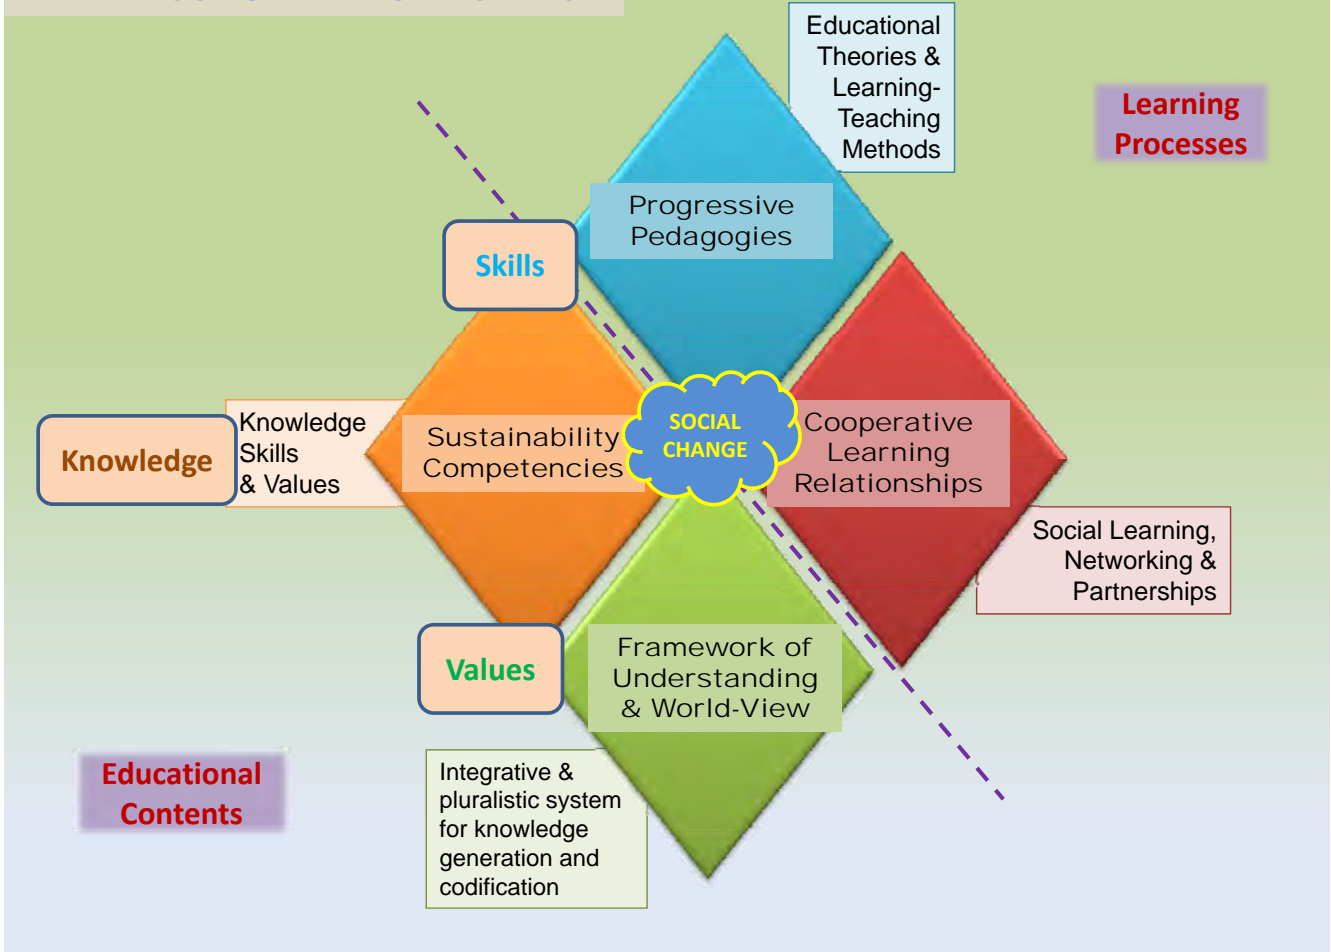 Educational
Theories &
Learning-
Teaching
Methods
Learning
Processes
Progressive
Pedagogies
Skills
Knowledge
Knowledge
Skills
& Values
Sustainability
Competencies
SOCIAL
CHANGE
Cooperative
Learning
Relationships
Social Learning,
Networking &
Partnerships
Values
Framework of
Understanding
& World-View
Educational
Contents
Integrative &
pluralistic system
for knowledge
generation and
codification